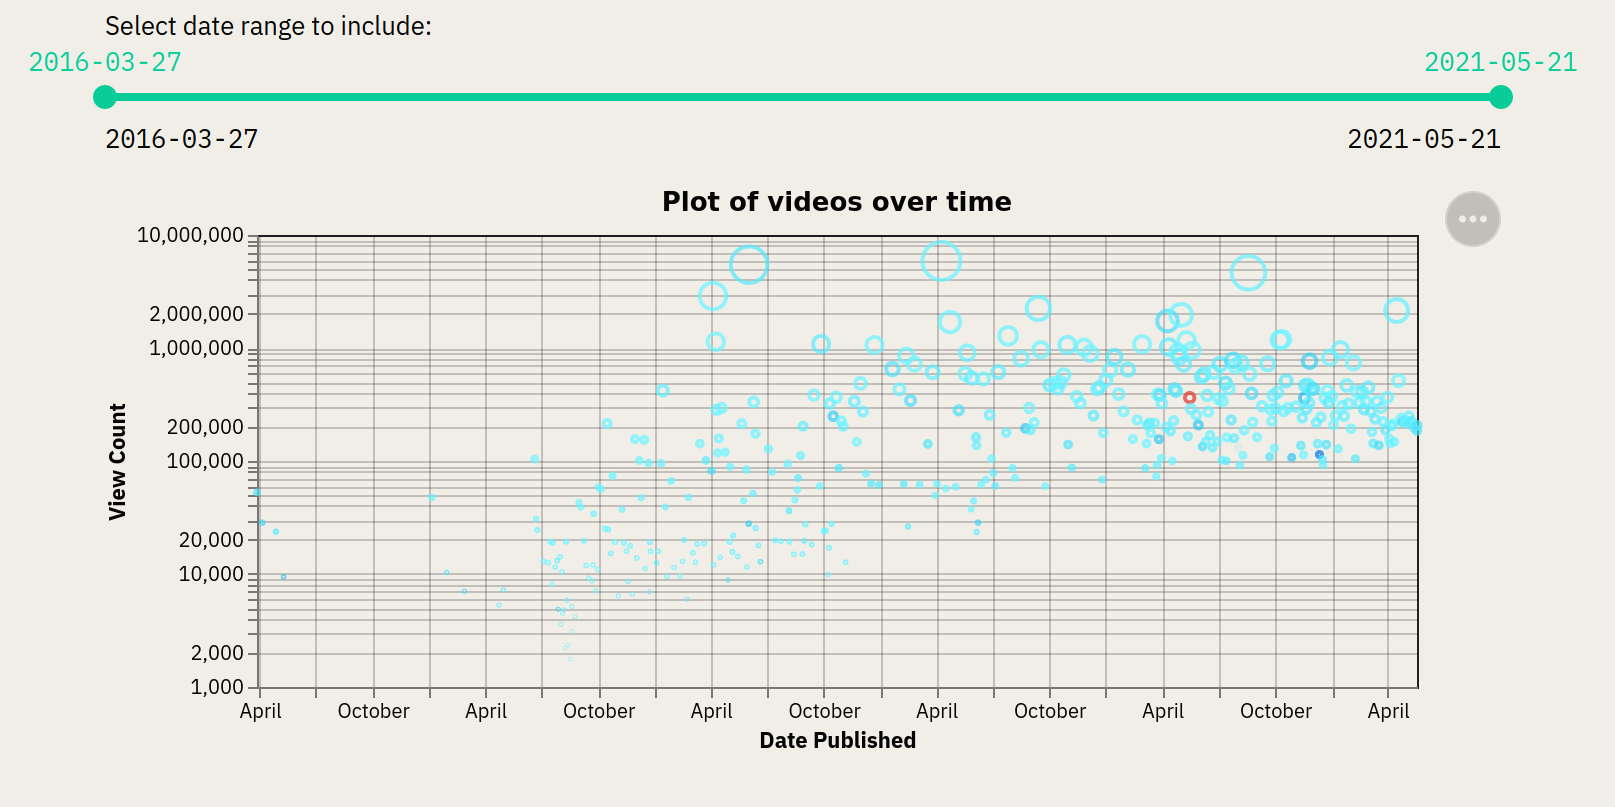 Select date range to include:
2016-03-27 2021-05-21
2016-03-27 2021-05-21
Plot of videos over time
10,000,000
2,000,000
1,000,000
200,000
100,000
20,000
10,000
2,000
1,000
View Count
April October April October April October April October April October April
Date Published